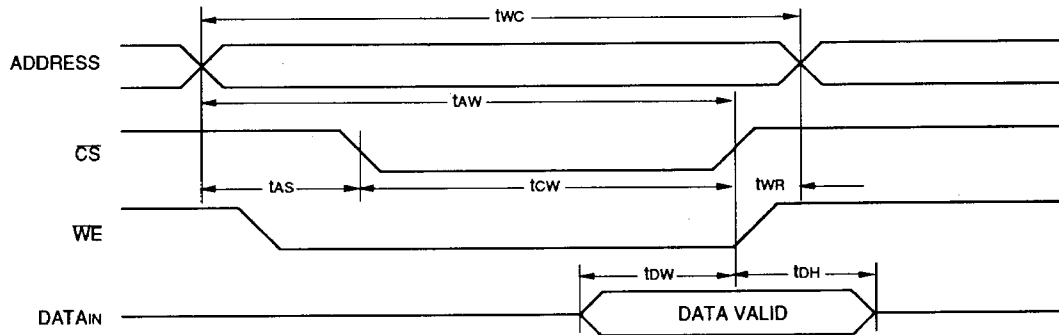 tWC
ADDRESS
tAW
CS
tAS
tCW
tWR
WE
tDW
tDH
DATAIN
DATA VALID